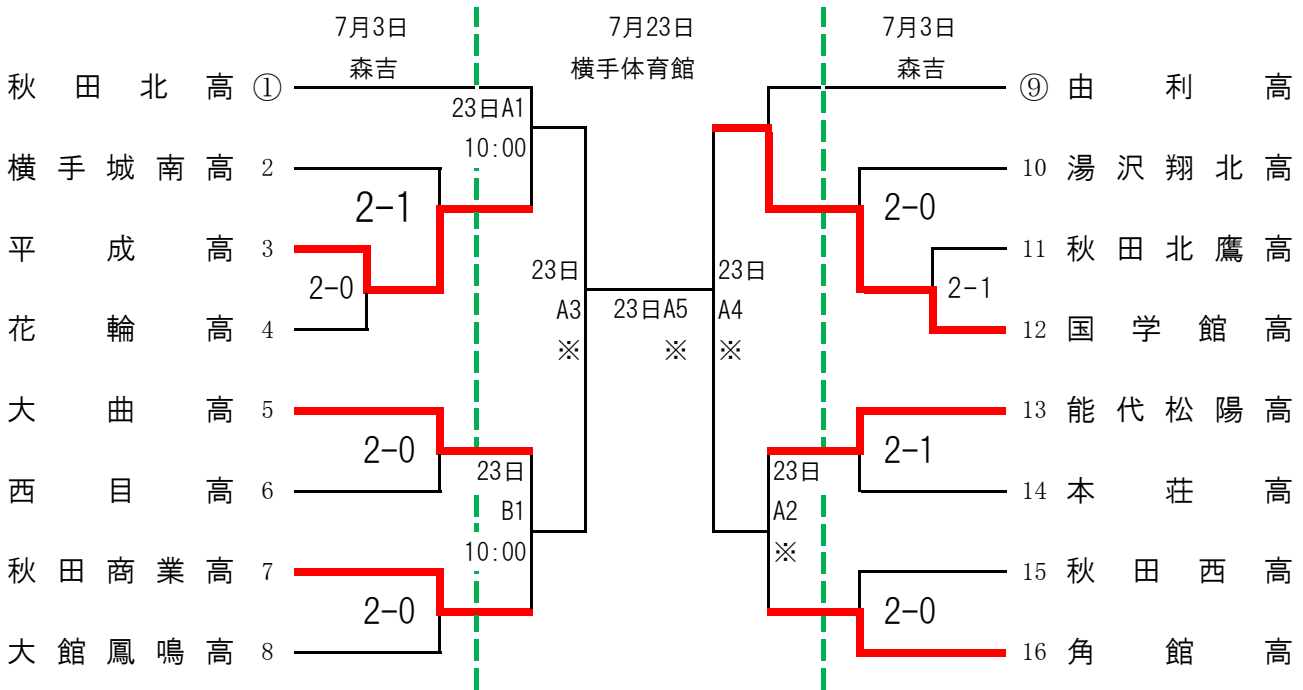 7月3日
森吉
7月23日
横手体育館
7月3日
森吉
秋田北高 ①
横手城南高 2
平成高 3
花輪高 4
大曲高 5
西目高 6
秋田商業高 7
大館鳳鳴高 8
2-1
2-0
2-0
2-0
23日A1
10:00
23日
B1
10:00
23日
A3
※
23日A5
※
23日
A4
※
23日
A2
※
2-0
2-1
2-1
2-0
⑨ 由利高
10 湯沢翔北高
11 秋田北鷹高
12 国学館高
13 能代松陽高
14 本荘高
15 秋田西高
16 角館高